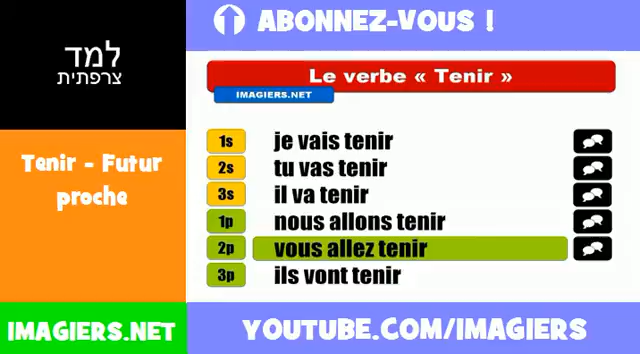 למד
צרפתית
Tenir - Futur
proche
IMAGIERS.NET
ABONNEZ-VOUS !
Le verbe « Tenir »
IMAGIERS.NET
1s je vais tenir
2s tu vas tenir
3s il va tenir
1p nous allons tenir
2p vous allez tenir
3p ils vont tenir
YOUTUBE.COM/IMAGIERS